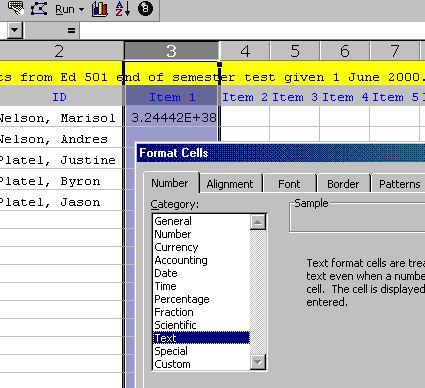 Run
=
2 3 4 5 6 7
ts from Ed 501 end of semester test given 1 June 2000.
ID Item 1 Item 2 Item 3 Item 4 Item 5
Nelson, Marisol 3.24442E+38
Nelson, Andres
Platel, Justine
Platel, Byron
Platel, Jason
Format Cells
Number Alignment Font Border Patterns
Category:
General
Number
Currency
Accounting
Date
Time
Percentage
Fraction
Scientific
Text
Special
Custom
Sample
Text format cells are trea
text even when a numbe
cell. The cell is displayed
entered.